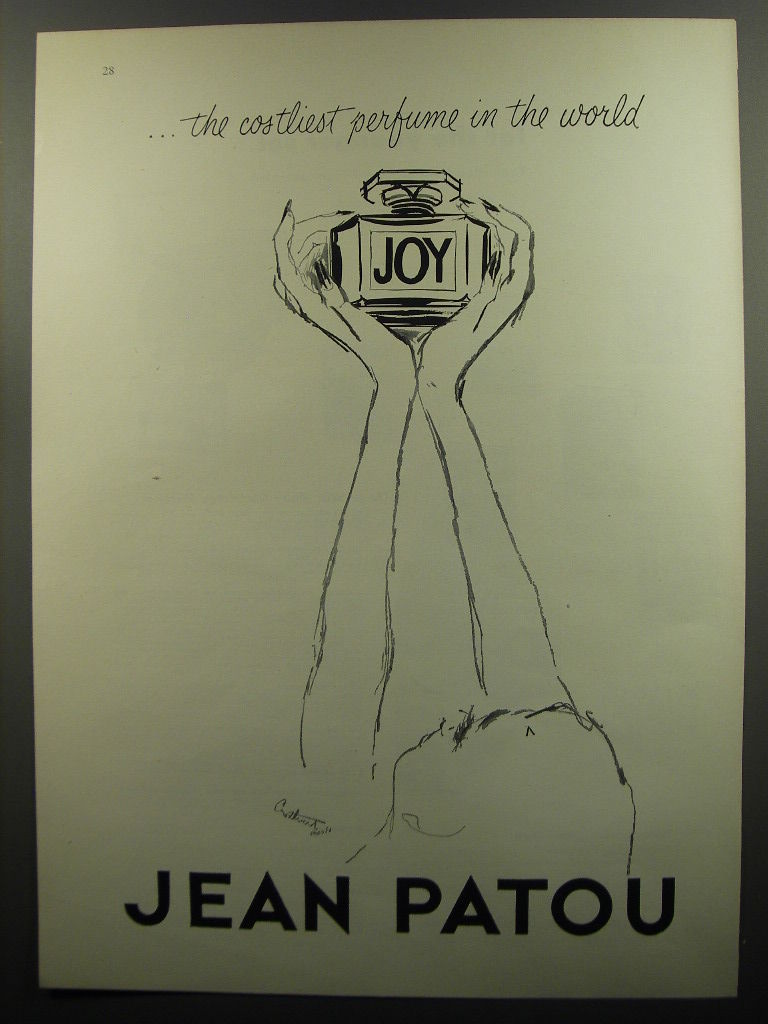 28
...the costliest perfume in the world
JOY
JEAN PATOU